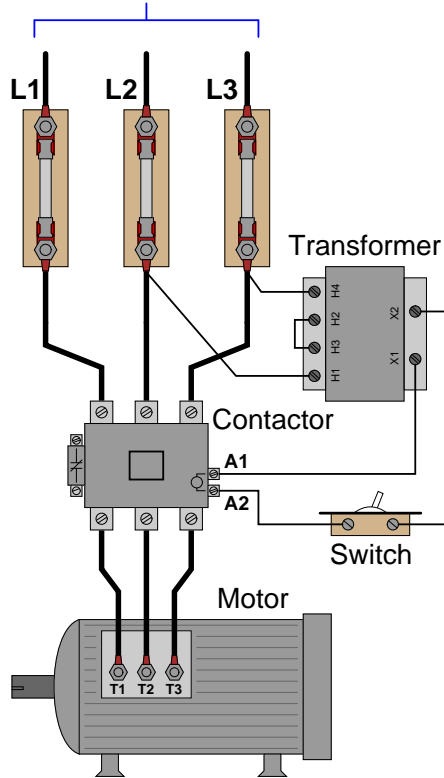 L1 L2 L3
Transformer
H4
H2
H3
H1
X2
X1
Contactor
A1
A2
Switch
Motor
T1 T2 T3